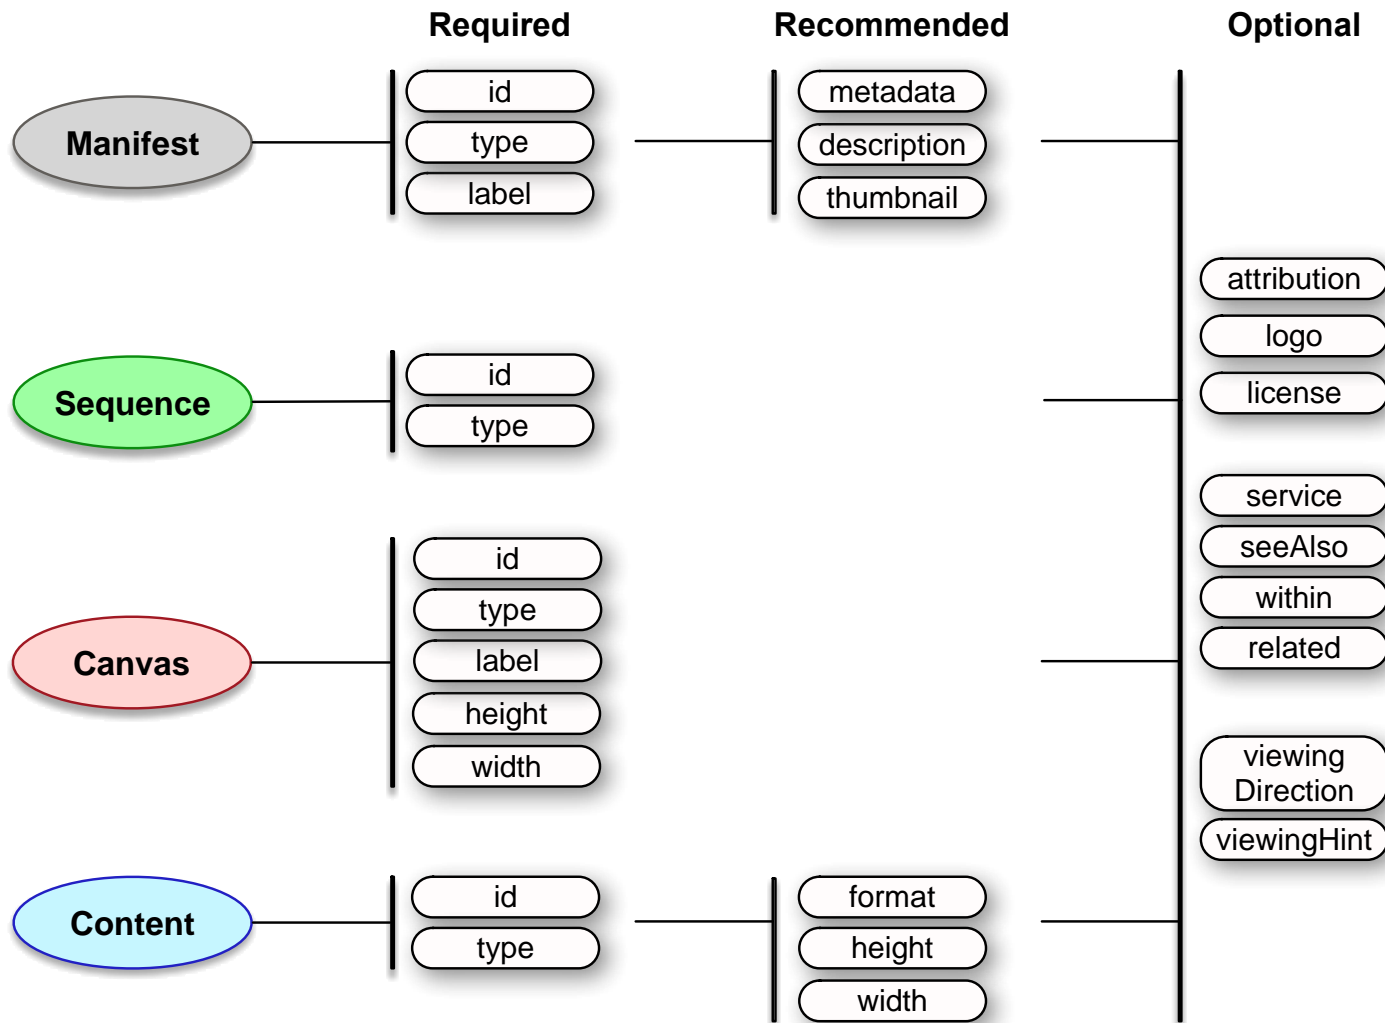 Required
Recommended
Optional
Manifest
id
type
label
metadata
description
thumbnail
Sequence
id
type
Canvas
id
type
label
height
width
Content
id
type
format
height
width
attribution
logo
license
service
seeAlso
within
related
viewing
Direction
viewingHint